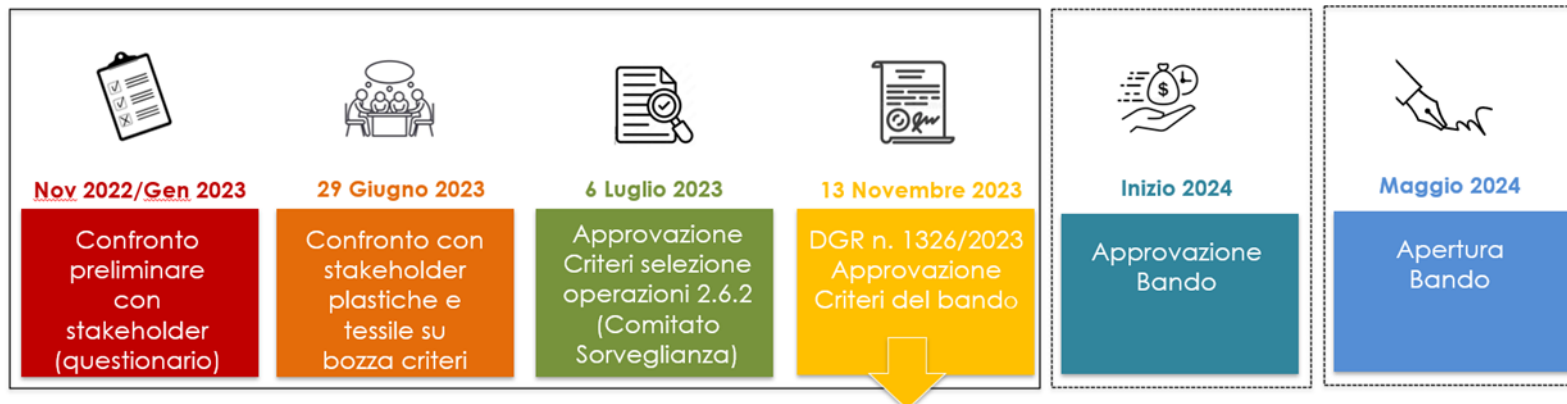 Nov 2022/Gen 2023
Confronto
preliminare
con
stakeholder
(questionario)
29 Giugno 2023
Confronto con
stakeholder
plastiche e
tessile su
bozza criteri
6 Luglio 2023
Approvazione
Criteri selezione
operazioni 2.6.2
(Comitato
Sorveglianza)
13 Novembre 2023
DGR n. 1326/2023
Approvazione
Criteri del bando
Inizio 2024
Approvazione
Bando
Maggio 2024
Apertura
Bando
$